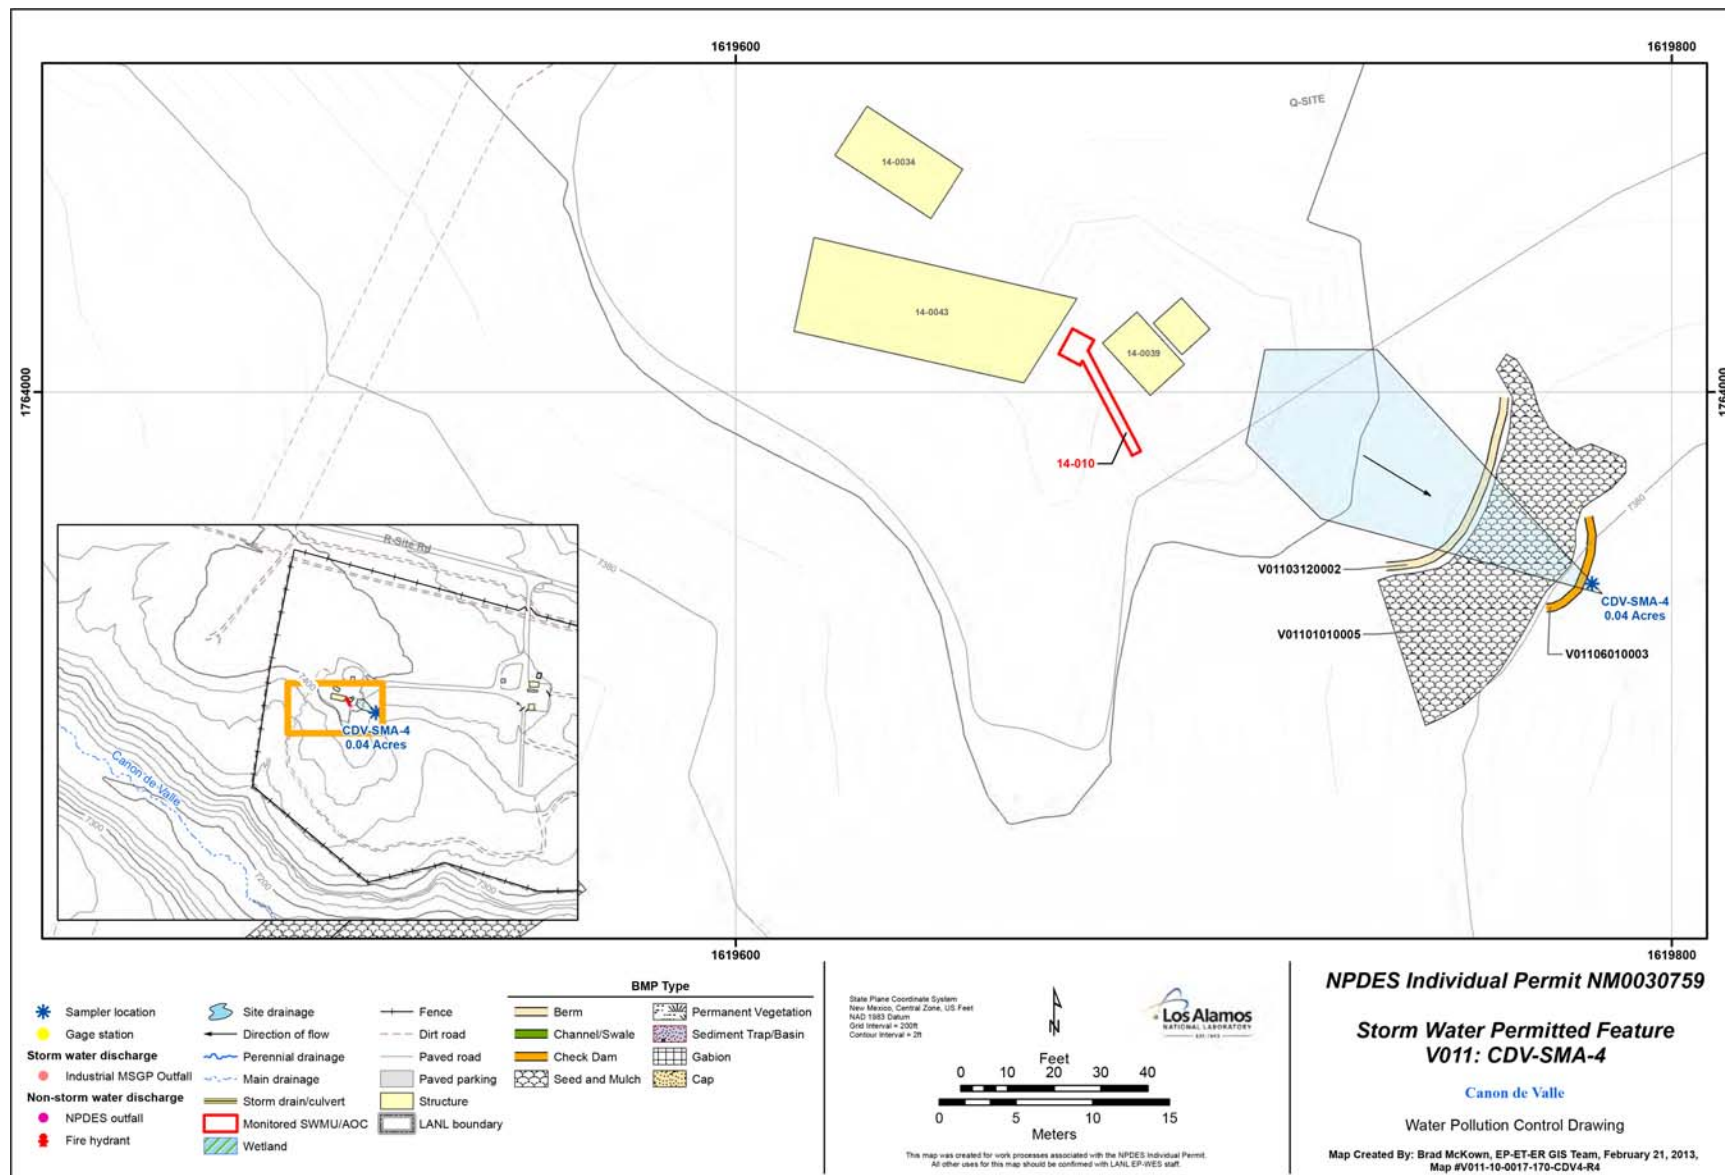 1619600
1619800
Q-SITE
14-0034
14-0043
14-0039
1764000
1764000
14-010
7380
V01103120002
CDV-SMA-4
0.04 Acres
V01101010005
V01106010003
7380
R-Site Rd
7400
CDV-SMA-4
0.04 Acres
Cañon de Valle
7300
7200
7300
1619600
1619800
Sampler location
Gage station
Storm water discharge
Industrial MSGP Outfall
Non-storm water discharge
NPDES outfall
Fire hydrant
Site drainage
Direction of flow
Perennial drainage
Main drainage
Storm drain/culvert
Monitored SWMU/AOC
Wetland
Fence
Dirt road
Paved road
Paved parking
Structure
LANL boundary
BMP Type
Berm
Channel/Swale
Check Dam
Seed and Mulch
Permanent Vegetation
Sediment Trap/Basin
Gabion
Cap
State Plane Coordinate System
New Mexico, Central Zone, US Feet
NAD 1983 Datum
Grid Interval = 200ft
Contour Interval = 2ft
N
Los Alamos
NATIONAL LABORATORY
EST. 1943
Feet
0 10 20 30 40
0 5 10 15
Meters
This map was created for work processes associated with the NPDES Individual Permit.
All other uses for this map should be confirmed with LANL EP-WES staff.
NPDES Individual Permit NM0030759
Storm Water Permitted Feature
V011: CDV-SMA-4
Canon de Valle
Water Pollution Control Drawing
Map Created By: Brad McKown, EP-ET-ER GIS Team, February 21, 2013,
Map #V011-10-0017-170-CDV4-R4